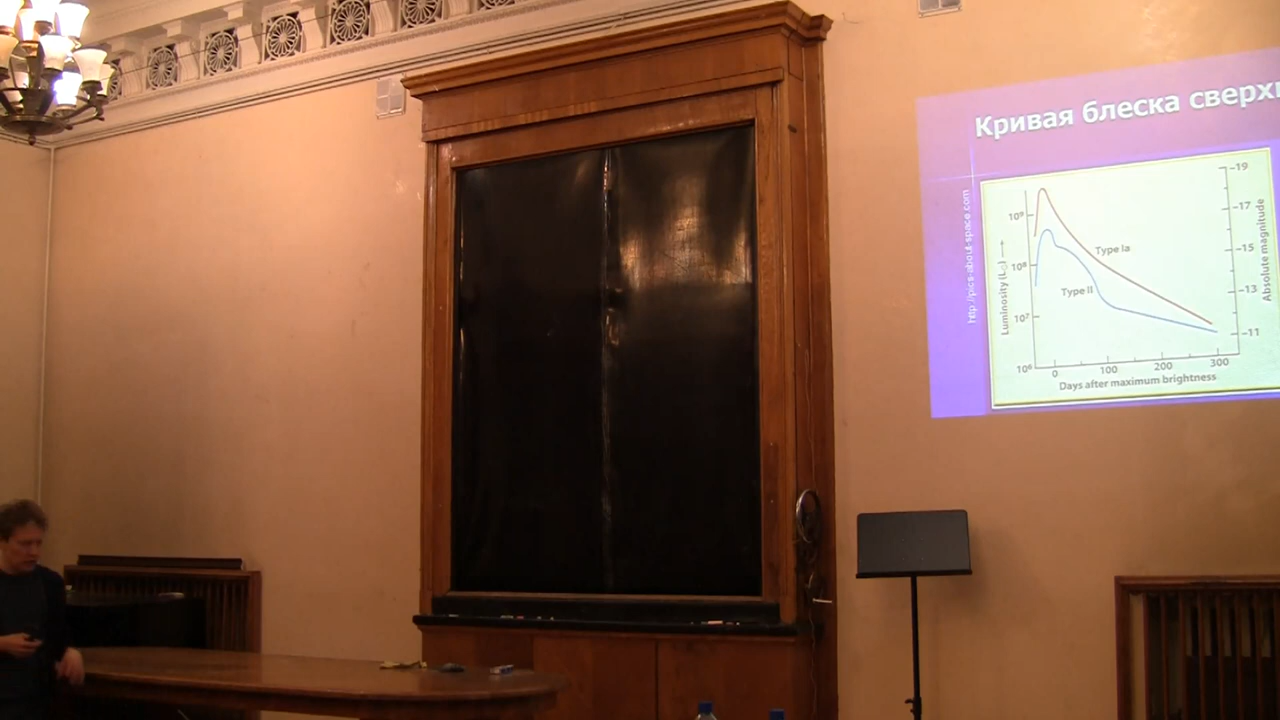 Кривая блеска сверхн
http://pics-about-space.com
Luminosity (L☉) →
10⁹
10⁸
10⁷
10⁶
Type Ia
Type II
0 100 200 300
Days after maximum brightness
–19
–17
–15
–13
–11
Absolute magnitude